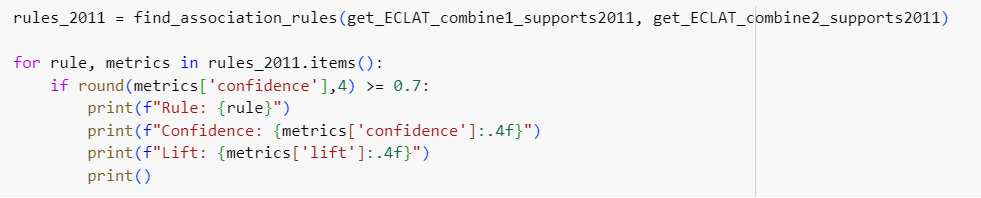 rules_2011 = find_association_rules(get_ECLAT_combine1_supports2011, get_ECLAT_combine2_supports2011)

for rule, metrics in rules_2011.items():
    if round(metrics['confidence'],4) >= 0.7:
        print(f"Rule: {rule}")
        print(f"Confidence: {metrics['confidence']:.4f}")
        print(f"Lift: {metrics['lift']:.4f}")
        print()